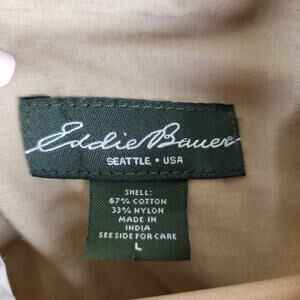 Eddie Bauer
SEATTLE • USA
SHELL:
67% COTTON
33% NYLON
MADE IN
INDIA
SEE SIDE FOR CARE
L